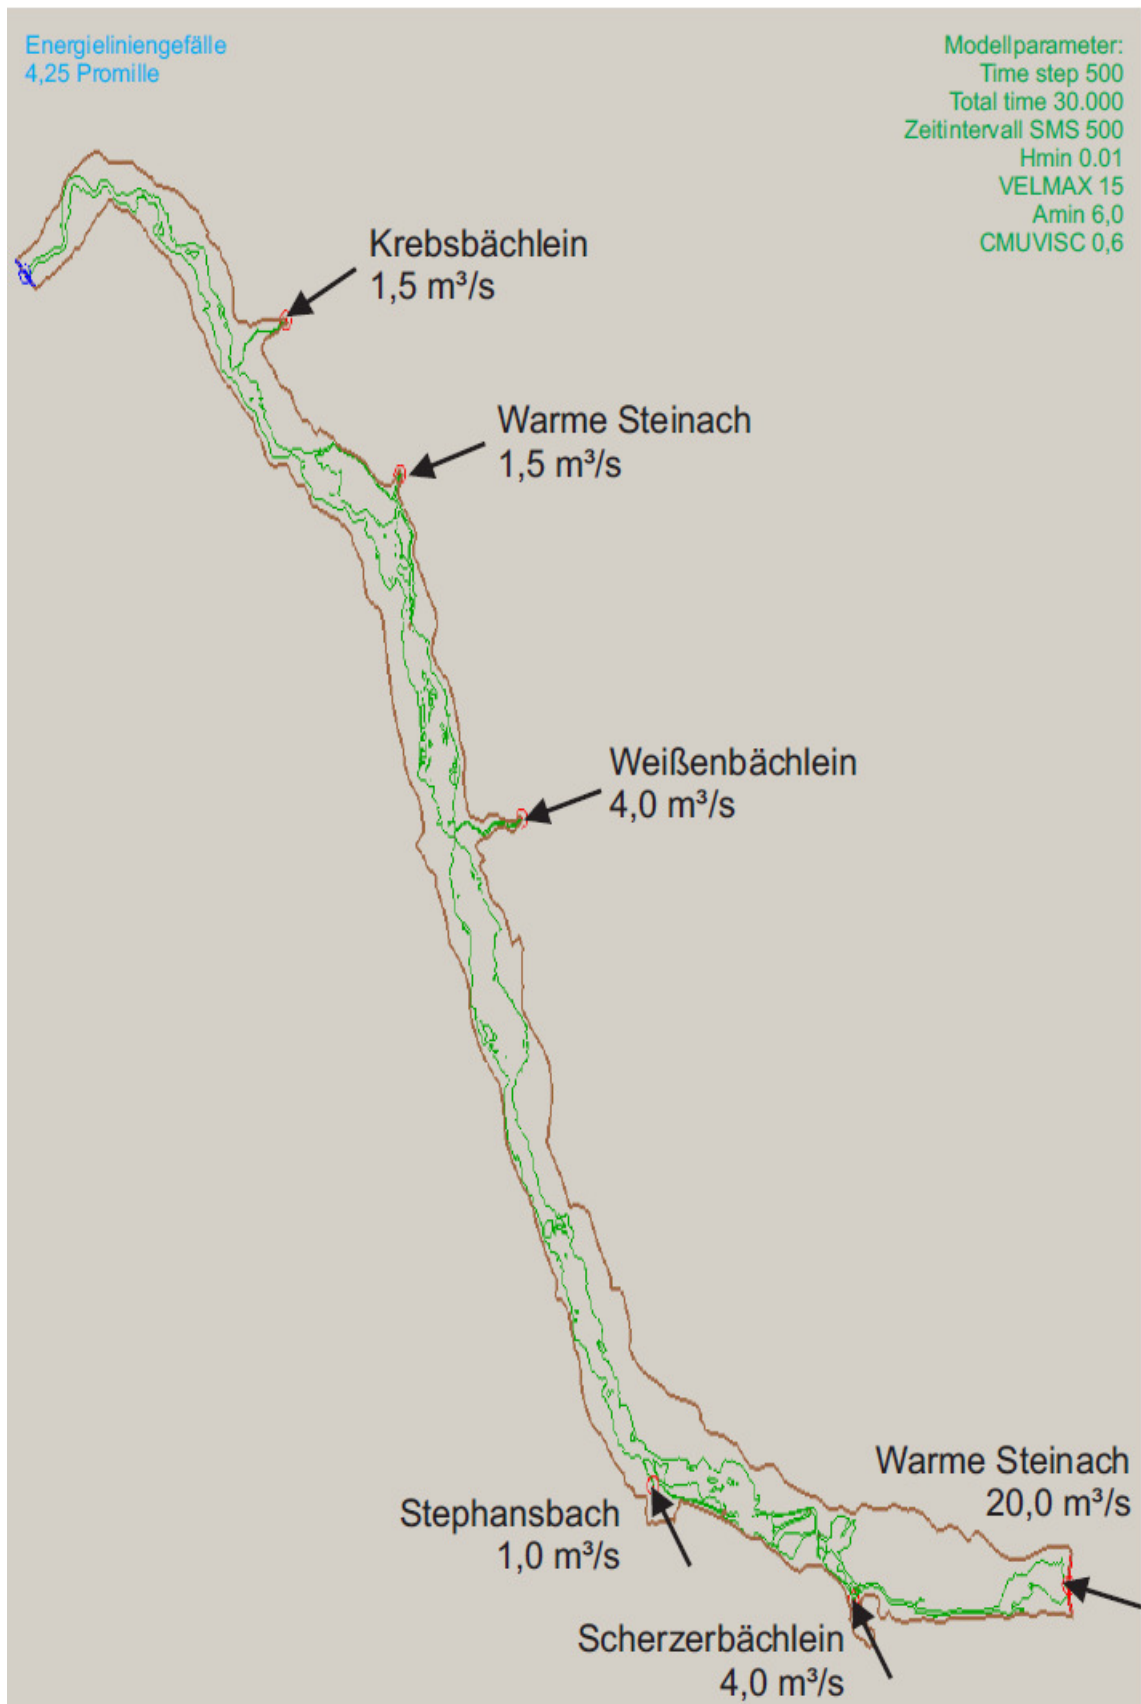 Energieliniengefälle
4,25 Promille
Modellparameter:
Time step 500
Total time 30.000
Zeitintervall SMS 500
Hmin 0.01
VELMAX 15
Amin 6,0
CMUVISC 0,6
Krebsbächlein
1,5 m³/s
Warme Steinach
1,5 m³/s
Weißenbächlein
4,0 m³/s
Warme Steinach
20,0 m³/s
Stephansbach
1,0 m³/s
Scherzerbächlein
4,0 m³/s